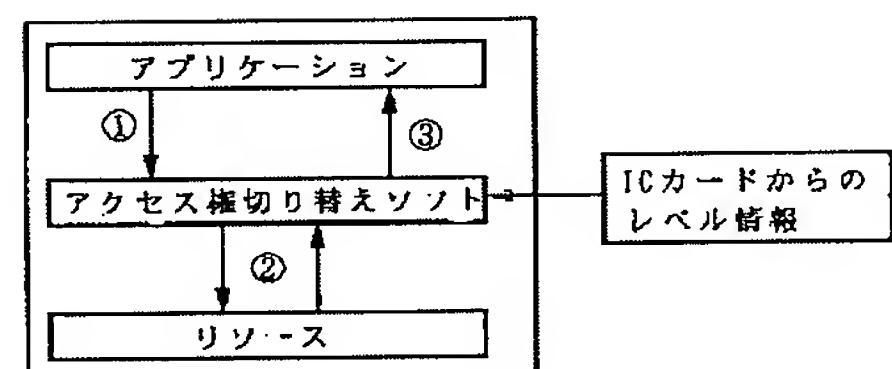 アプリケーション
①
③
アクセス権切り替えソフト
ICカードからの
レベル情報
②
リソース